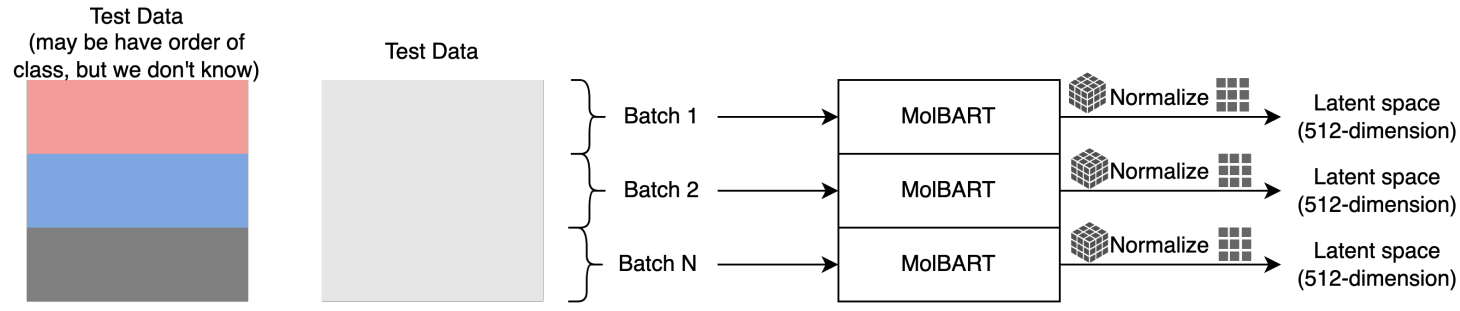 Test Data
(may be have order of
class, but we don't know)
Test Data
Batch 1
MolBART
Normalize
Latent space
(512-dimension)
Batch 2
MolBART
Normalize
Latent space
(512-dimension)
Batch N
MolBART
Normalize
Latent space
(512-dimension)